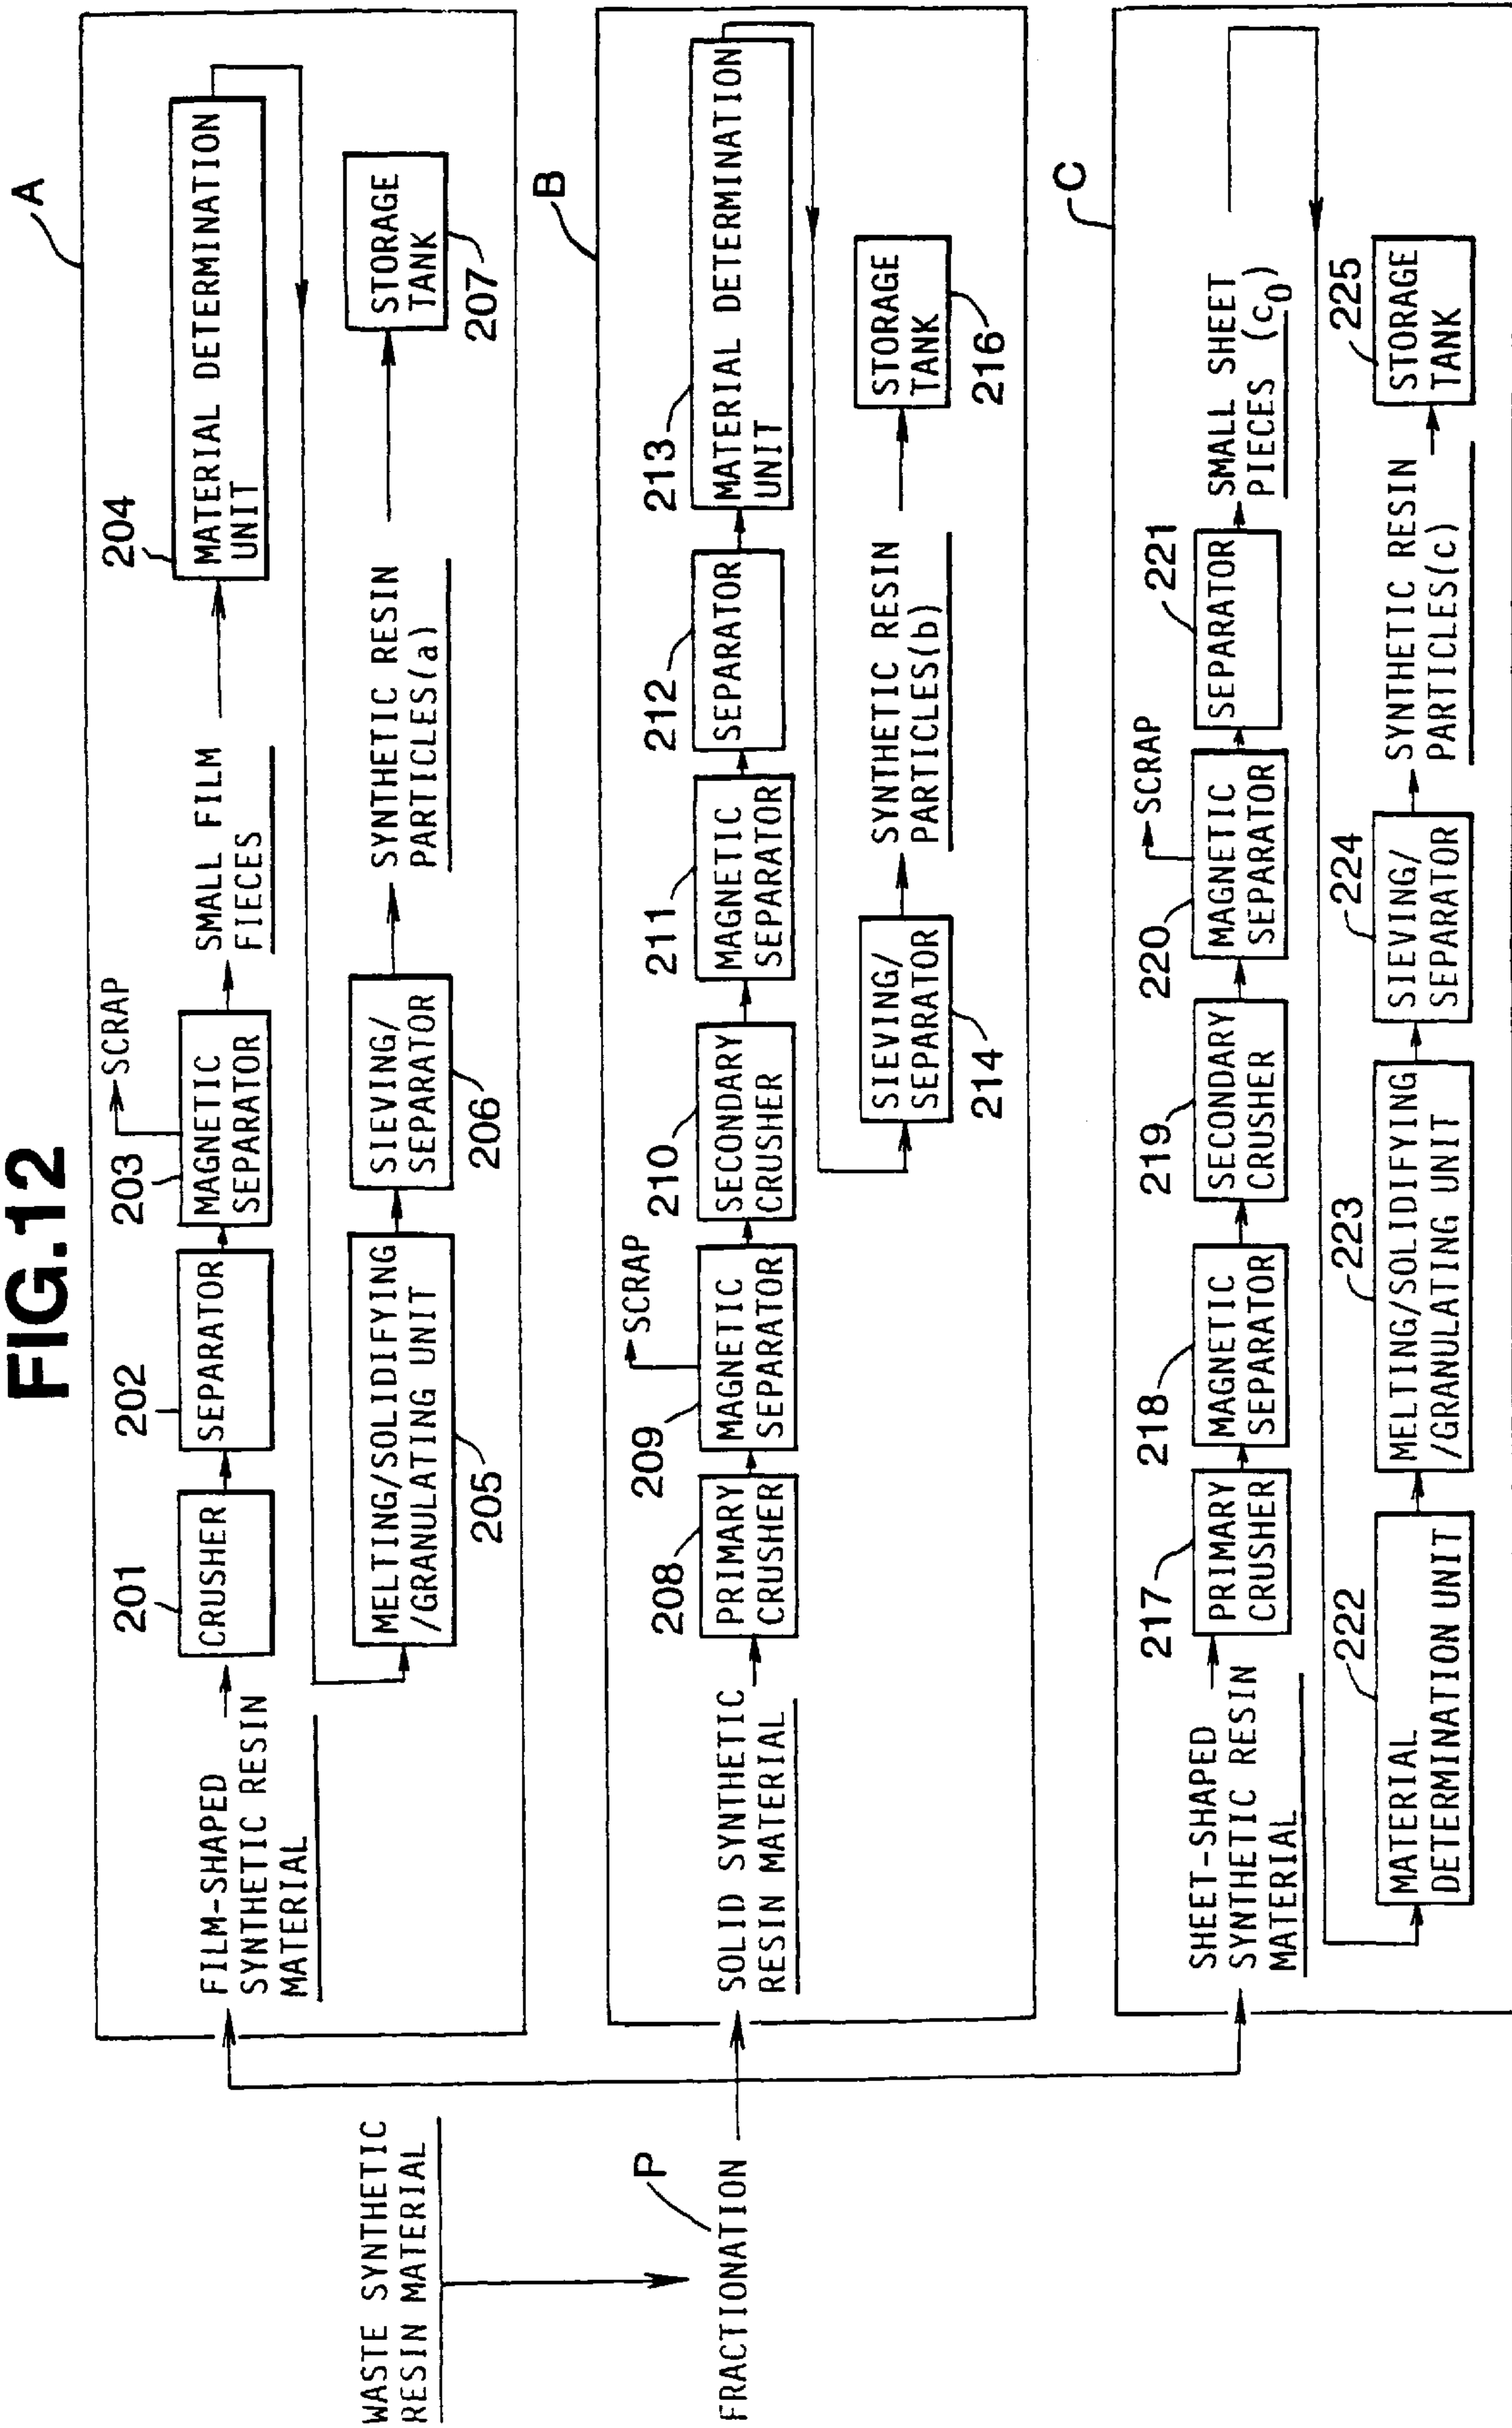 FIG.12
WASTE SYNTHETIC
RESIN MATERIAL
FRACTIONATION
P
A
FILM-SHAPED
SYNTHETIC RESIN
MATERIAL
201
CRUSHER
202
SEPARATOR
203
MAGNETIC
SEPARATOR
SCRAP
SMALL FILM
FIECES
204
MATERIAL DETERMINATION
UNIT
MELTING/SOLIDIFYING
/GRANULATING UNIT
205
SIEVING/
SEPARATOR
206
SYNTHETIC RESIN
PARTICLES(a)
STORAGE
TANK
207
B
SOLID SYNTHETIC
RESIN MATERIAL
208
PRIMARY
CRUSHER
209
MAGNETIC
SEPARATOR
SCRAP
210
SECONDARY
CRUSHER
211
MAGNETIC
SEPARATOR
212
SEPARATOR
213
MATERIAL DETERMINATION
UNIT
SIEVING/
SEPARATOR
214
SYNTHETIC RESIN
PARTICLES(b)
STORAGE
TANK
216
C
SHEET-SHAPED
SYNTHETIC RESIN
MATERIAL
217
PRIMARY
CRUSHER
218
MAGNETIC
SEPARATOR
219
SECONDARY
CRUSHER
220
MAGNETIC
SEPARATOR
SCRAP
221
SEPARATOR
SMALL SHEET
PIECES (c0)
222
MATERIAL
DETERMINATION UNIT
223
MELTING/SOLIDIFYING
/GRANULATING UNIT
224
SIEVING/
SEPARATOR
SYNTHETIC RESIN
PARTICLES(c)
225
STORAGE
TANK